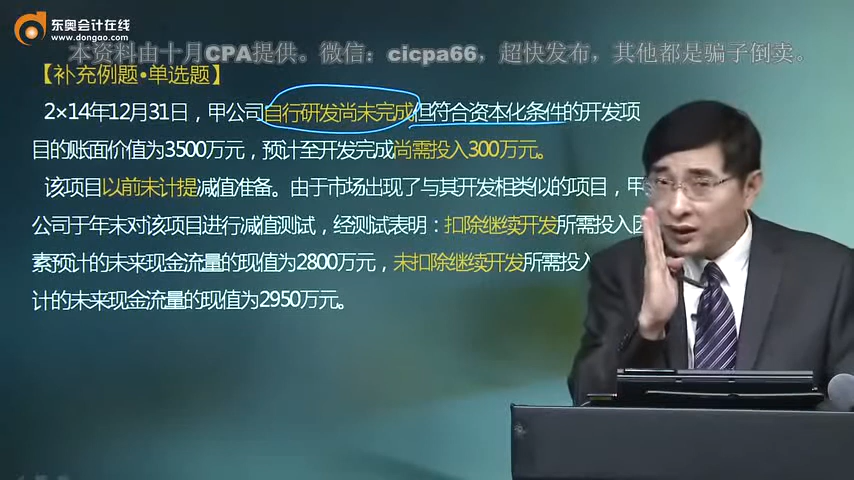 东奥会计在线
www.dongao.com
本资料由十月CPA提供。微信：cicpa66，超快发布，其他都是骗子倒卖。
【补充例题•单选题】
2×14年12月31日，甲公司自行研发尚未完成但符合资本化条件的开发项
目的账面价值为3500万元，预计至开发完成尚需投入300万元。
该项目以前未计提减值准备。由于市场出现了与其开发相类似的项目，甲
公司于年末对该项目进行减值测试，经测试表明：扣除继续开发所需投入因
素预计的未来现金流量的现值为2800万元，未扣除继续开发所需投入
计的未来现金流量的现值为2950万元。